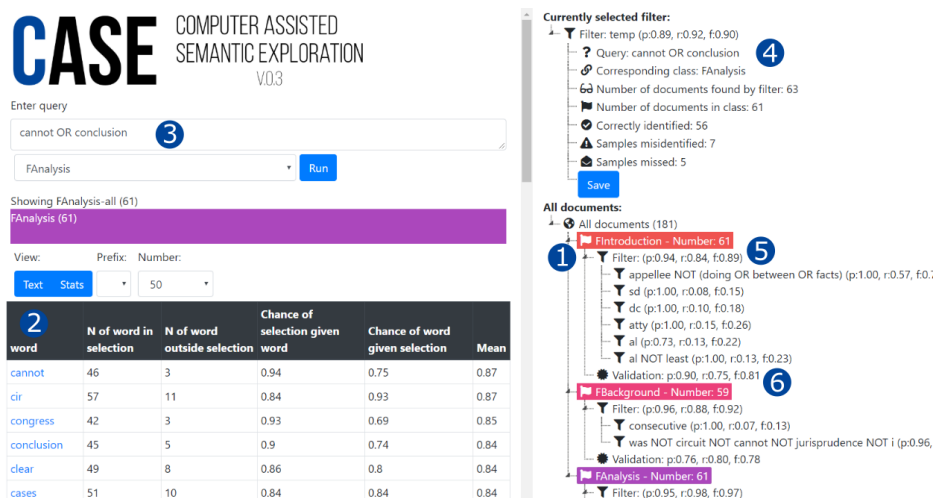 CASE COMPUTER ASSISTED
SEMANTIC EXPLORATION
V.0.3
Enter query
cannot OR conclusion
3
FAnalysis
Run
Showing FAnalysis-all (61)
FAnalysis (61)
View: Prefix: Number:
Text Stats 50
2
word N of word in selection N of word outside selection Chance of selection given word Chance of word given selection Mean
cannot 46 3 0.94 0.75 0.87
cir 57 11 0.84 0.93 0.87
congress 42 3 0.93 0.69 0.85
conclusion 45 5 0.9 0.74 0.84
clear 49 8 0.86 0.8 0.84
cases 51 10 0.84 0.84 0.84
Currently selected filter:
Filter: temp (p:0.89, r:0.92, f:0.90)
? Query: cannot OR conclusion
4
Corresponding class: FAnalysis
Number of documents found by filter: 63
Number of documents in class: 61
Correctly identified: 56
Samples misidentified: 7
Samples missed: 5
Save
All documents:
All documents (181)
FIntroduction - Number: 61
1
5
Filter: (p:0.94, r:0.84, f:0.89)
appellee NOT (doing OR between OR facts) (p:1.00, r:0.57, f:0.7
sd (p:1.00, r:0.08, f:0.15)
dc (p:1.00, r:0.10, f:0.18)
atty (p:1.00, r:0.15, f:0.26)
al (p:0.73, r:0.13, f:0.22)
al NOT least (p:1.00, r:0.13, f:0.23)
Validation: p:0.90, r:0.75, f:0.81
6
FBackground - Number: 59
Filter: (p:0.96, r:0.88, f:0.92)
consecutive (p:1.00, r:0.07, f:0.13)
was NOT circuit NOT cannot NOT jurisprudence NOT i (p:0.96,
Validation: p:0.76, r:0.80, f:0.78
FAnalysis - Number: 61
Filter: (p:0.95, r:0.98, f:0.97)